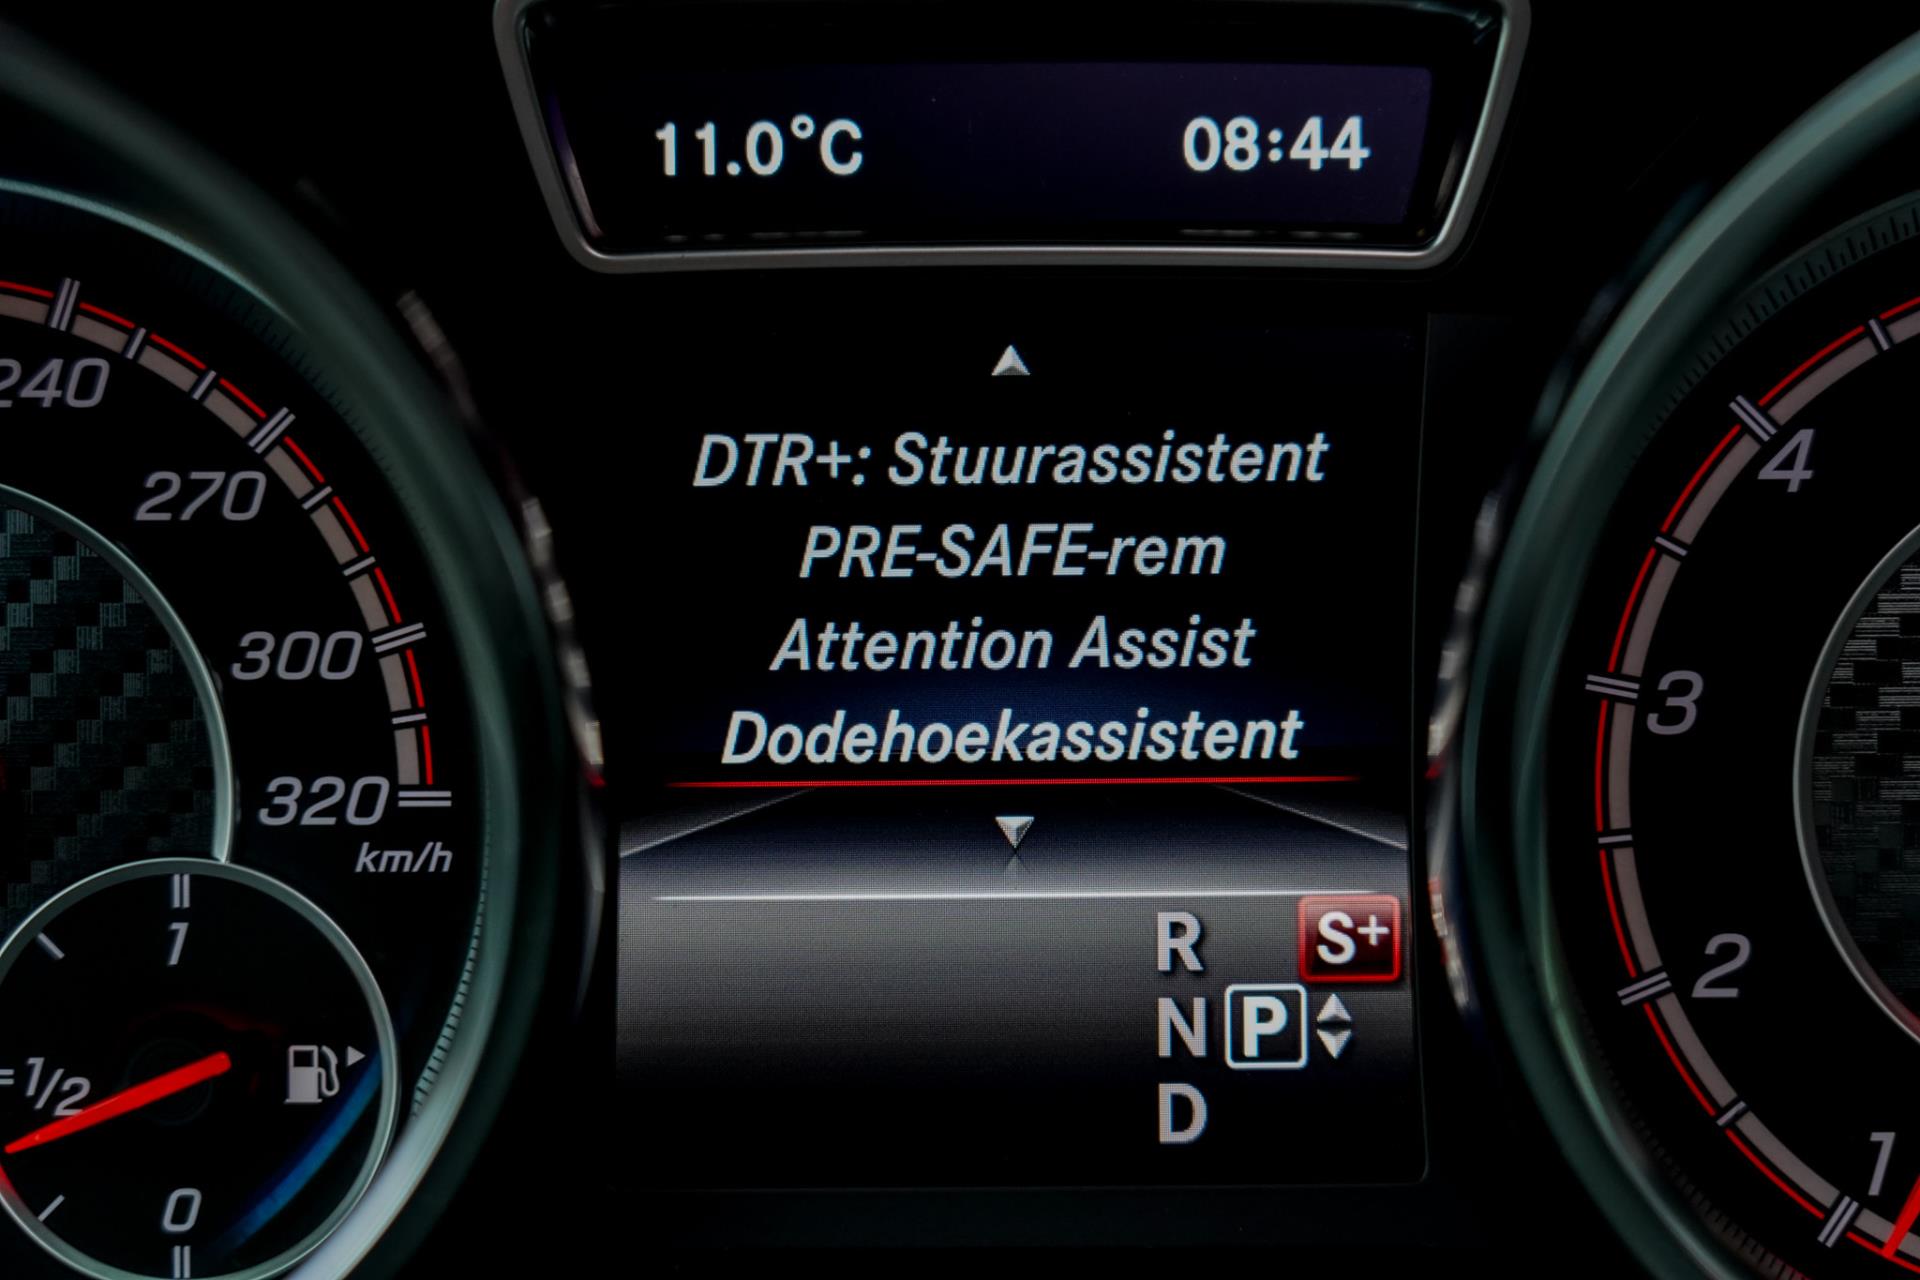 11.0°C 08:44
DTR+: Stuurassistent
PRE-SAFE-rem
Attention Assist
Dodehoekassistent
R S+
N P
D
240
270
300
320
km/h
1
1/2
0
4
3
2
1